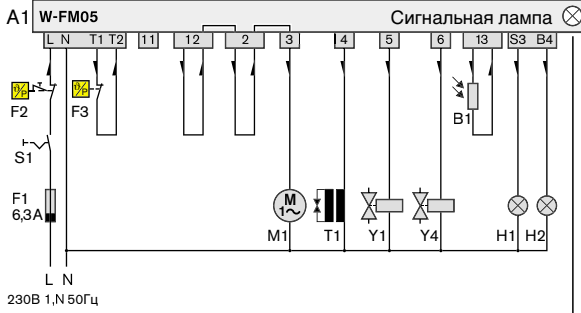 A1 W-FM05 Сигнальная лампа
L N T1 T2 11 12 2 3 4 5 6 13 S3 B4
ϑ/P ϑ/P
F2 F3 B1
S1
F1
6,3A
M
1~
M1 T1 Y1 Y4 H1 H2
L N
230В 1,N 50Гц